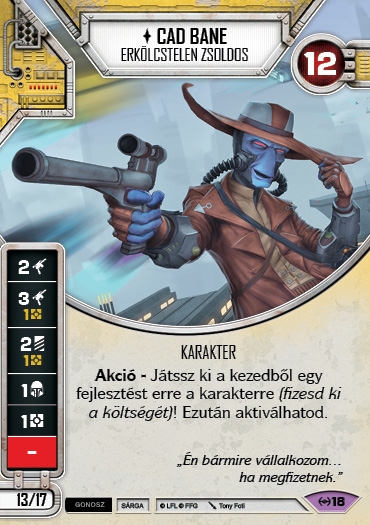 CAD BANE
ERKÖLCSTELEN ZSOLDOS
12
2
3
1
2
1
1
1
-
13/17
KARAKTER
Akció - Játssz ki a kezedből egy
fejlesztést erre a karakterre (fizesd ki
a költségét)! Ezután aktiválhatod.
„Én bármire vállalkozom…
ha megfizetnek.”
GONOSZ
SÁRGA
© LFL © FFG
Tony Foti
18